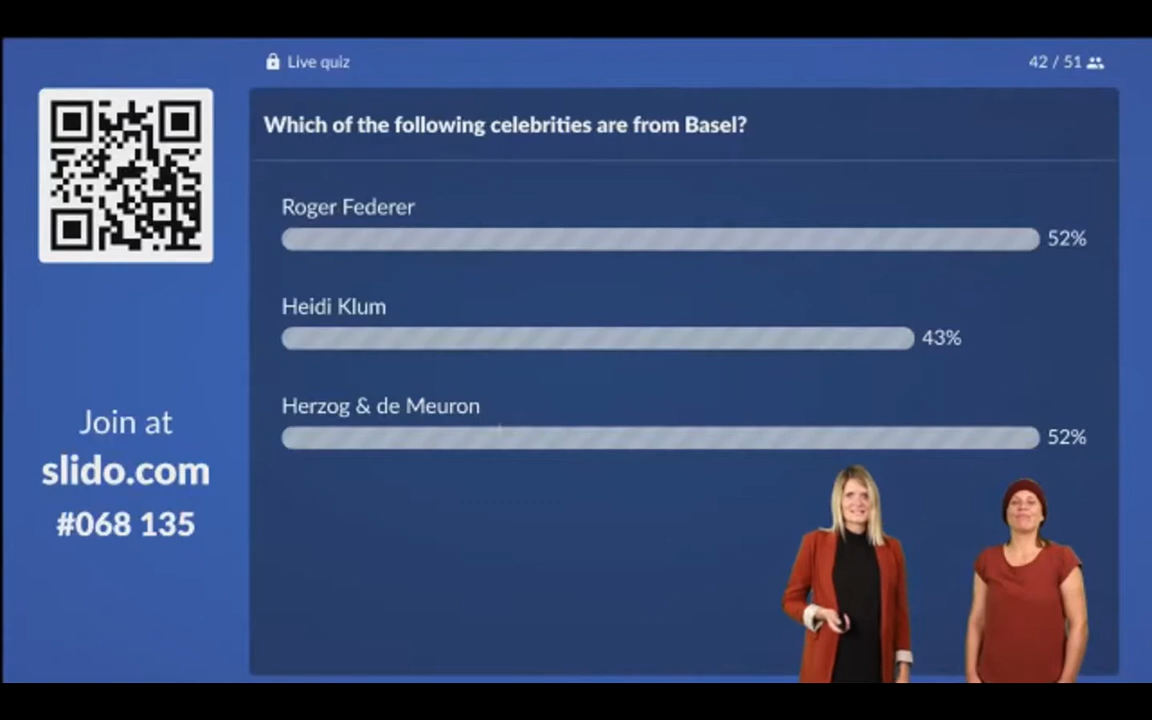 Live quiz
42 / 51
Which of the following celebrities are from Basel?
Roger Federer
52%
Heidi Klum
43%
Herzog & de Meuron
52%
Join at
slido.com
#068 135